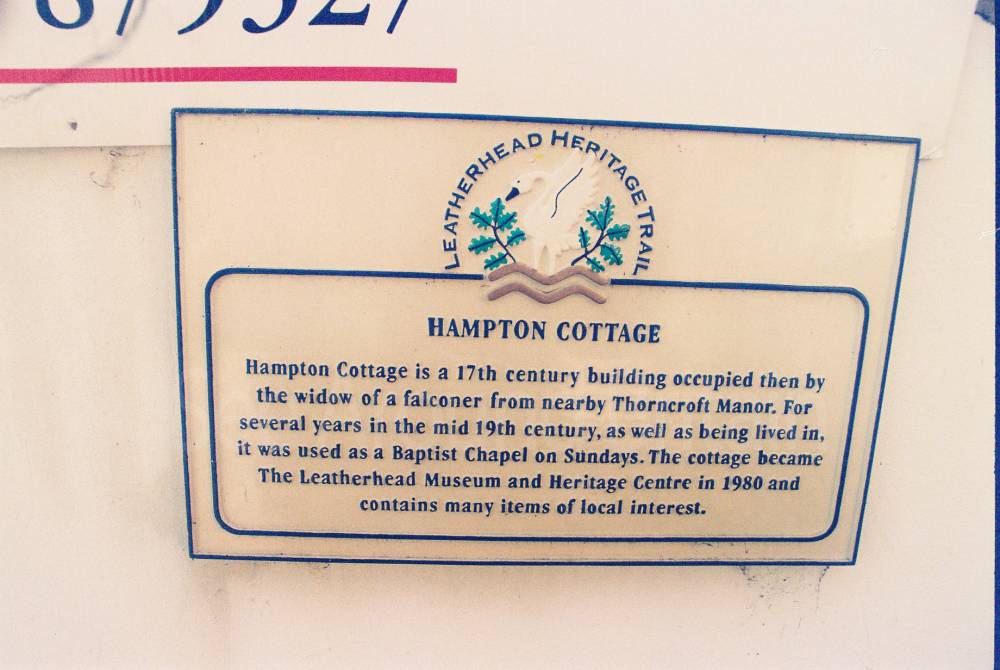 LEATHERHEAD HERITAGE TRAIL
HAMPTON COTTAGE
Hampton Cottage is a 17th century building occupied then by
the widow of a falconer from nearby Thorncroft Manor. For
several years in the mid 19th century, as well as being lived in,
it was used as a Baptist Chapel on Sundays. The cottage became
The Leatherhead Museum and Heritage Centre in 1980 and
contains many items of local interest.